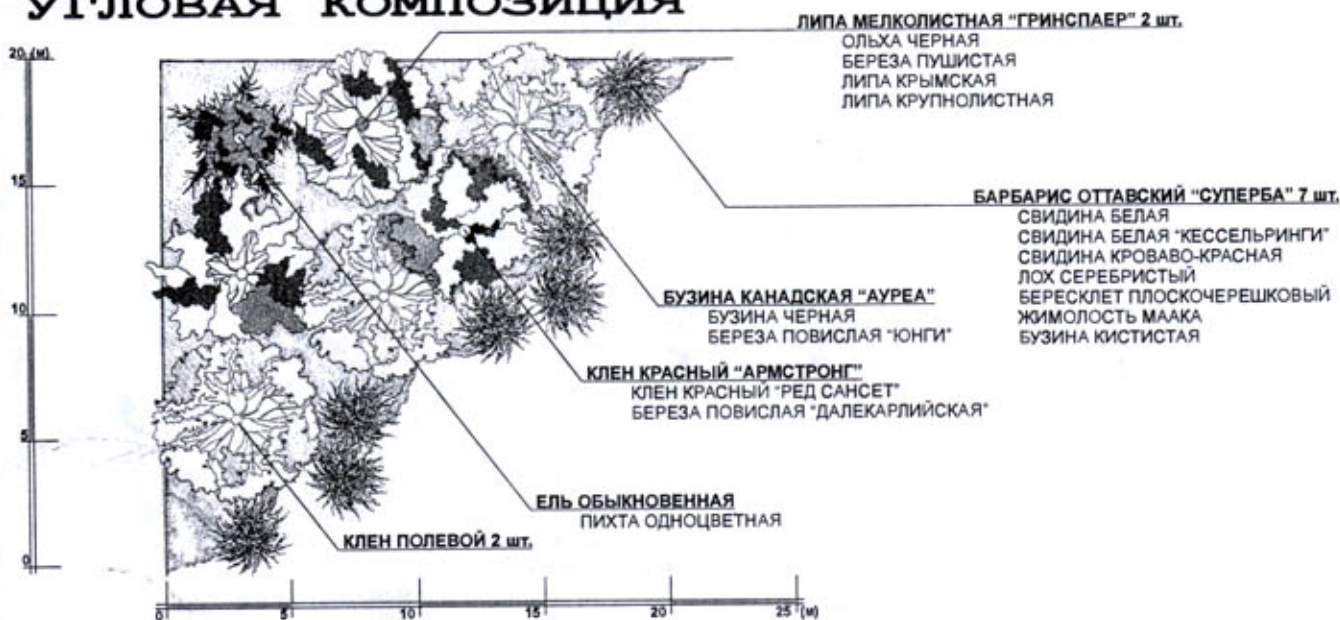 УГЛОВАЯ КОМПОЗИЦИЯ
ЛИПА МЕЛКОЛИСТНАЯ “ГРИНСПАЕР” 2 шт.
ОЛЬХА ЧЕРНАЯ
БЕРЕЗА ПУШИСТАЯ
ЛИПА КРЫМСКАЯ
ЛИПА КРУПНОЛИСТНАЯ
БАРБАРИС ОТТАВСКИЙ “СУПЕРБА” 7 шт.
СВИДИНА БЕЛАЯ
СВИДИНА БЕЛАЯ “КЕССЕЛЬРИНГИ”
СВИДИНА КРОВАВО-КРАСНАЯ
ЛОХ СЕРЕБРИСТЫЙ
БЕРЕСКЛЕТ ПЛОСКОЧЕРЕШКОВЫЙ
ЖИМОЛОСТЬ МААКА
БУЗИНА КИСТИСТАЯ
БУЗИНА КАНАДСКАЯ “АУРЕА”
БУЗИНА ЧЕРНАЯ
БЕРЕЗА ПОВИСЛАЯ “ЮНГИ”
КЛЕН КРАСНЫЙ “АРМСТРОНГ”
КЛЕН КРАСНЫЙ “РЕД САНСЕТ”
БЕРЕЗА ПОВИСЛАЯ “ДАЛЕКАРЛИЙСКАЯ”
ЕЛЬ ОБЫКНОВЕННАЯ
ПИХТА ОДНОЦВЕТНАЯ
КЛЕН ПОЛЕВОЙ 2 шт.
20 (м)
15
10
5
0
0 5 10 15 20 25 (м)